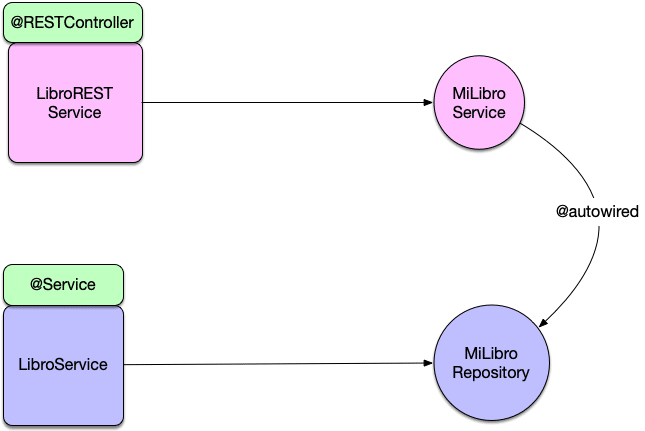 @RESTController
LibroREST
Service
MiLibro
Service
@autowired
@Service
LibroService
MiLibro
Repository